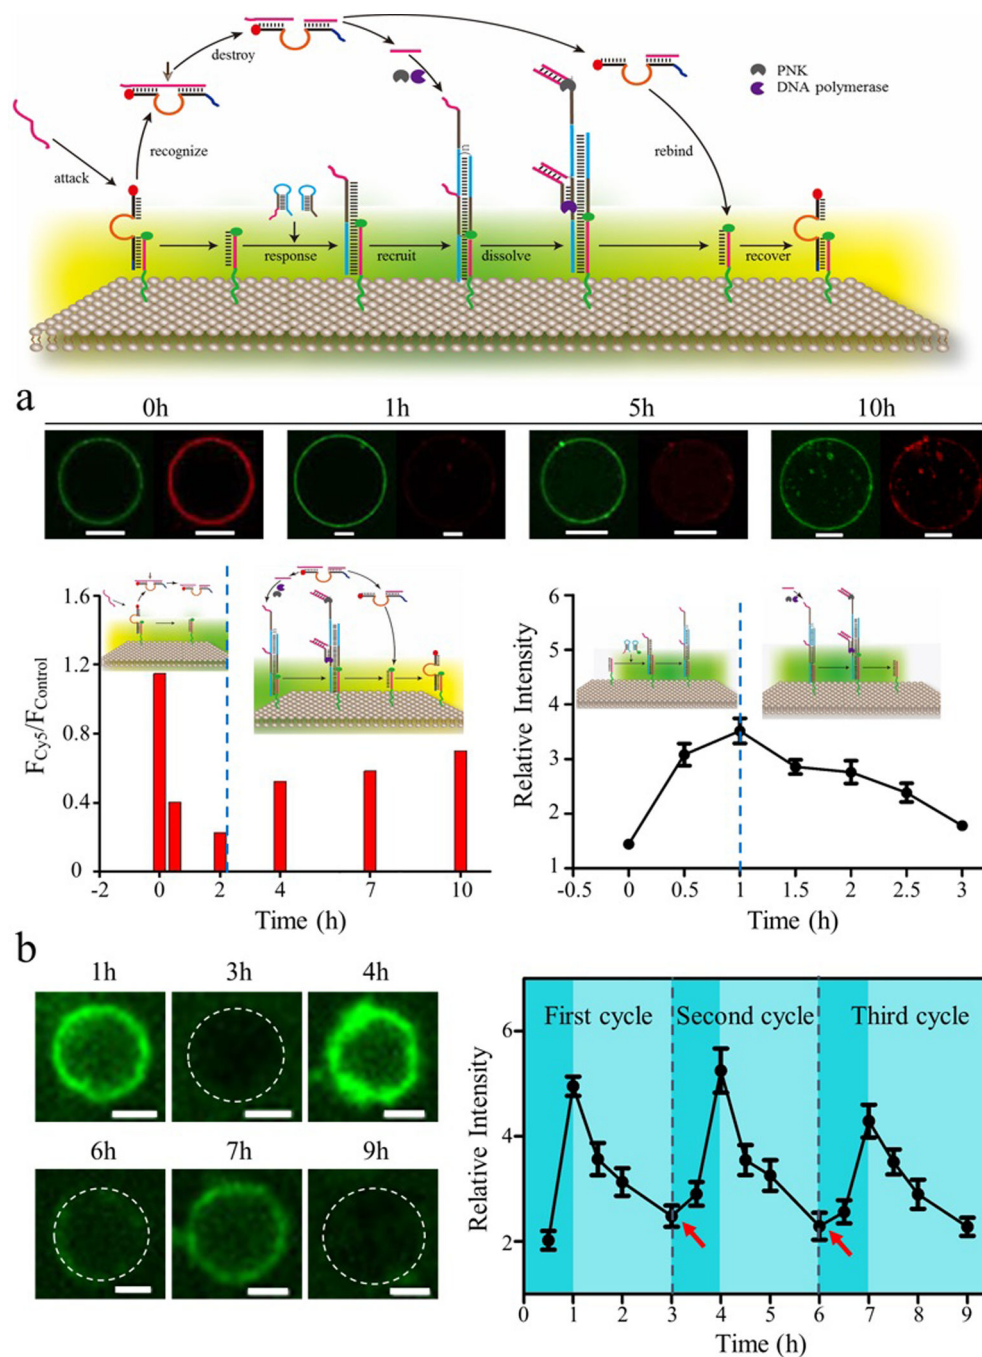 destroy
PNK
DNA polymerase
recognize
rebind
attack
response
recruit
dissolve
recover
a
0h
1h
5h
10h
1.6
1.2
0.8
0.4
0
F_Cy5/F_Control
-2
0
2
4
7
10
Time (h)
6
5
4
3
2
1
Relative Intensity
-0.5
0
0.5
1
1.5
2
2.5
3
Time (h)
b
1h
3h
4h
6h
7h
9h
First cycle
Second cycle
Third cycle
6
4
2
Relative Intensity
0
1
2
3
4
5
6
7
8
9
Time (h)